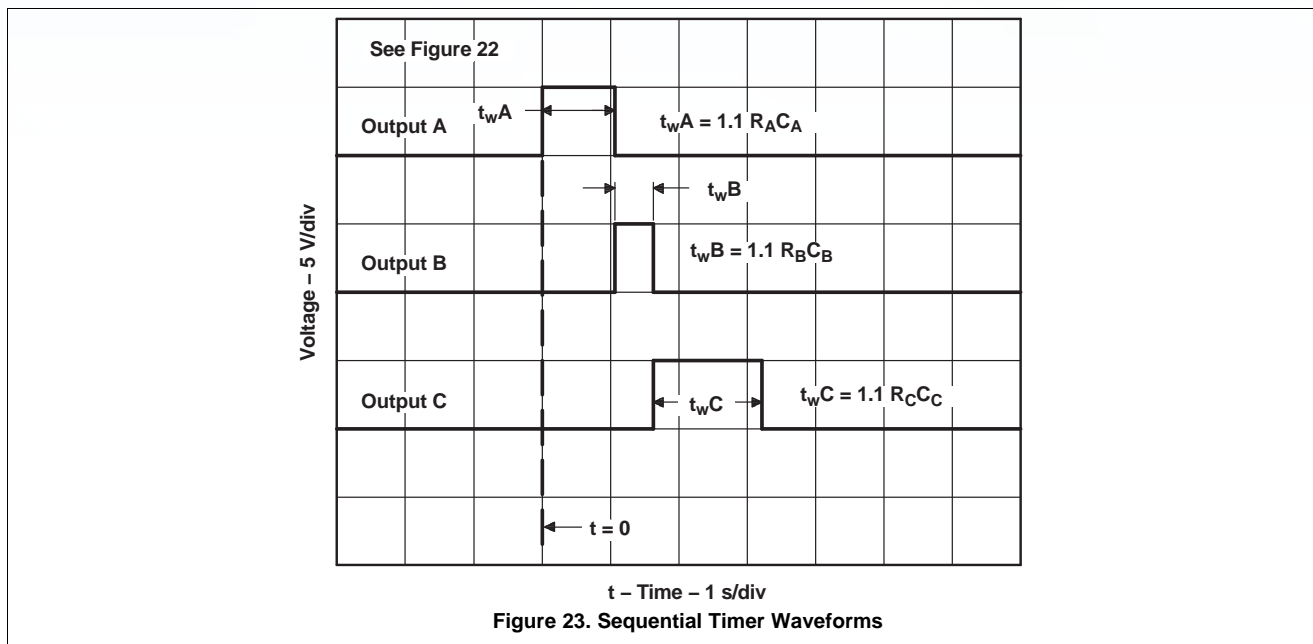 See Figure 22
t_wA
Output A
t_wA = 1.1 R_AC_A
t_wB
Output B
t_wB = 1.1 R_BC_B
Voltage – 5 V/div
Output C
t_wC
t_wC = 1.1 R_CC_C
t = 0
t – Time – 1 s/div
Figure 23. Sequential Timer Waveforms